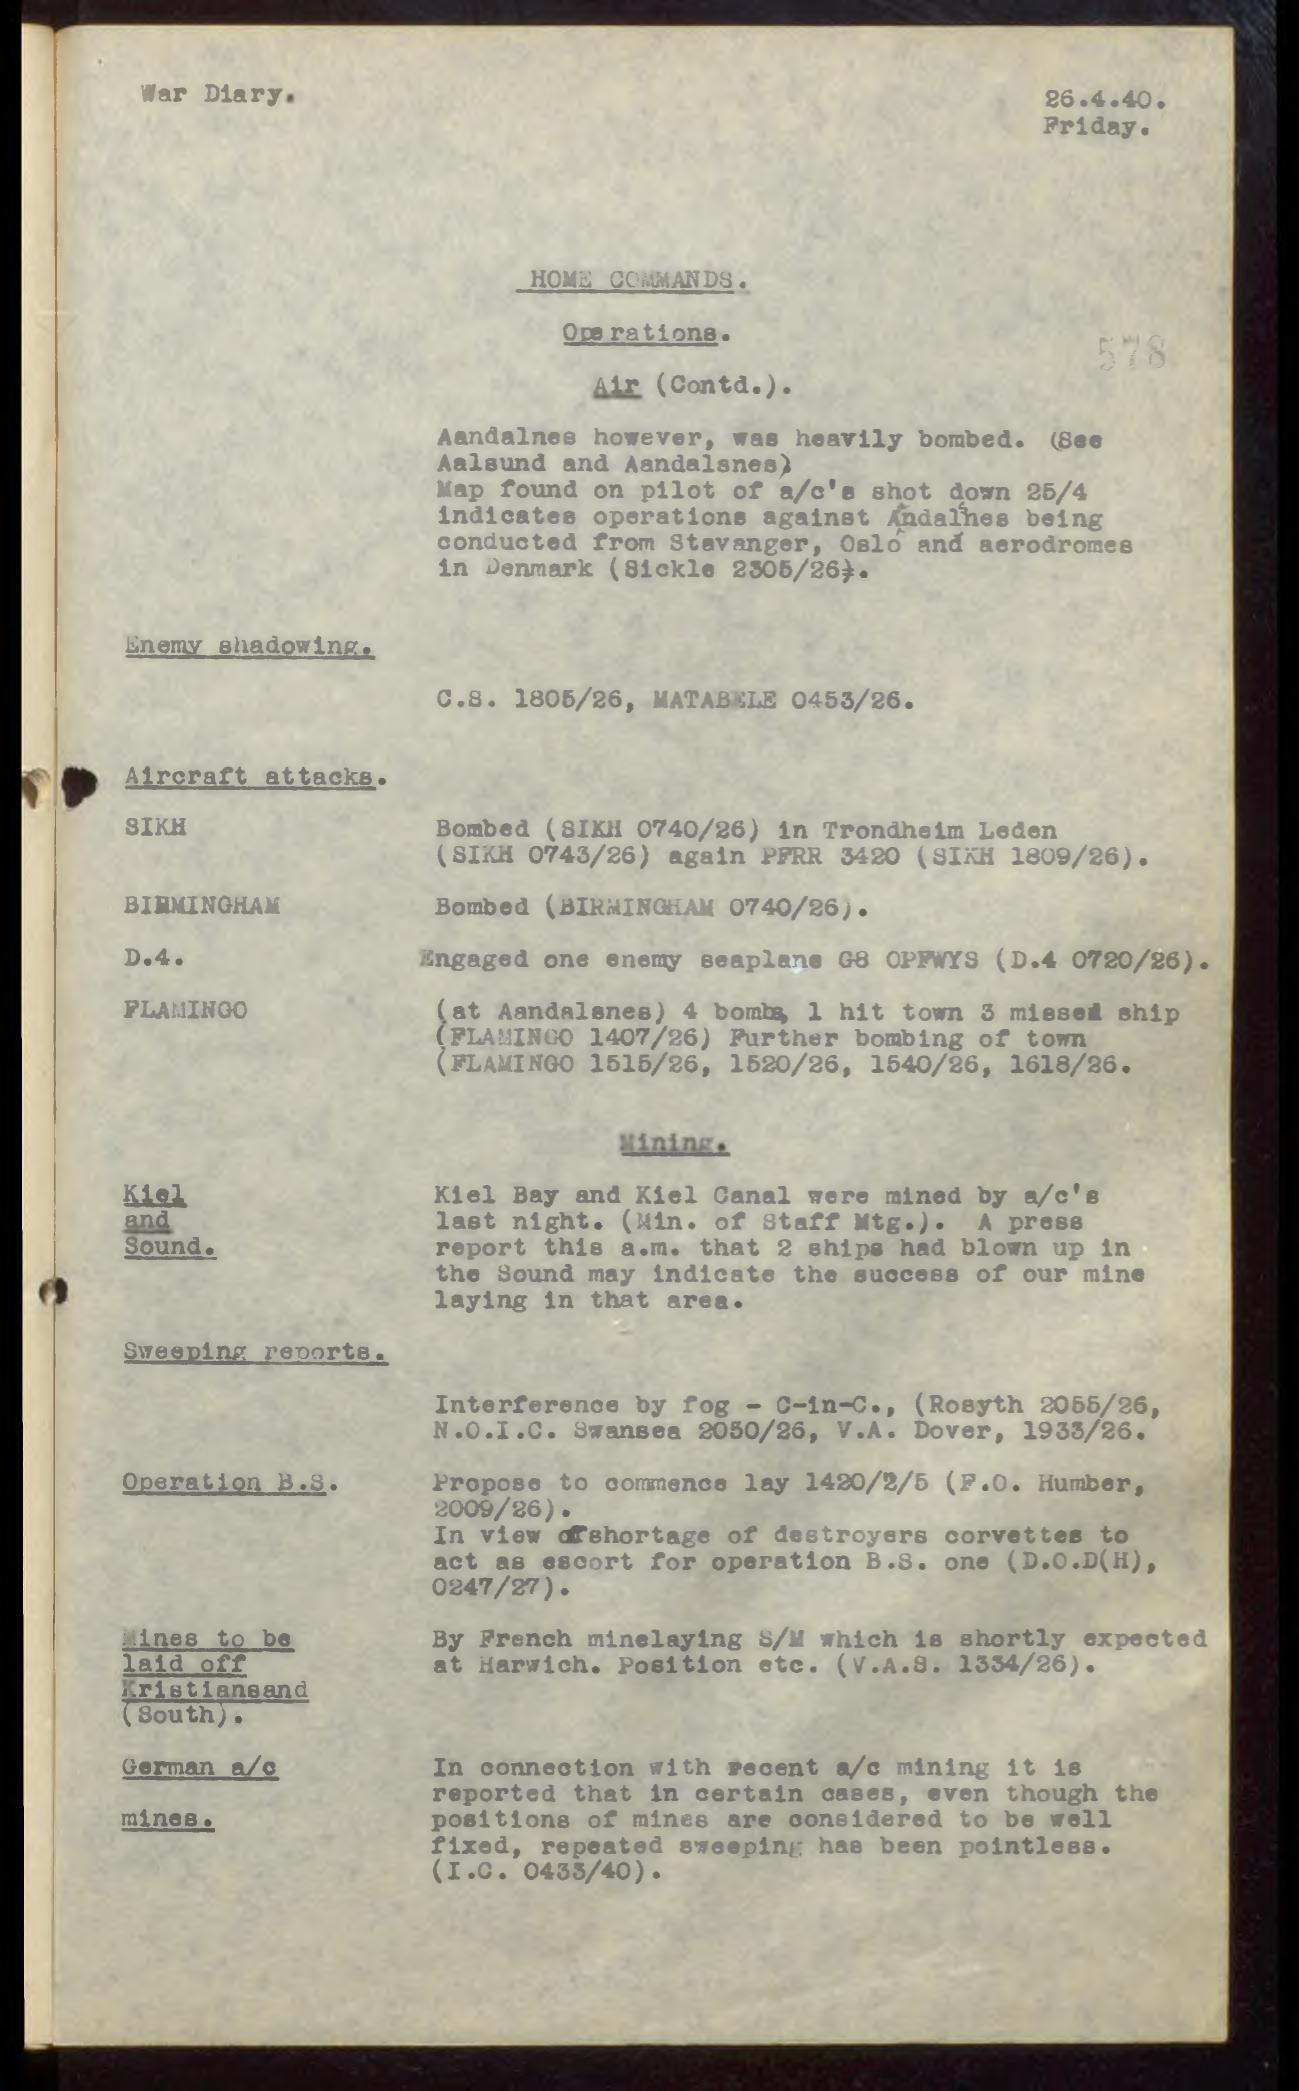 War Diary.
26.4.40.
Friday.
HOME COMMANDS.
Operations.
578
Air (Contd.).
Aandalnes however, was heavily bombed. (See
Aalsund and Aandalsnes)
Map found on pilot of a/c's shot down 25/4
indicates operations against Andalsnes being
conducted from Stavanger, Oslo and aerodromes
in Denmark (Sickle 2305/26).
Enemy shadowing.
C.S. 1805/26, MATABELE 0453/26.
Aircraft attacks.
SIKH Bombed (SIKH 0740/26) in Trondheim Leden
(SIKH 0743/26) again PFRR 3420 (SIKH 1809/26).
BIRMINGHAM Bombed (BIRMINGHAM 0740/26).
D.4. Engaged one enemy seaplane G8 OPFWYS (D.4 0720/26).
FLAMINGO (at Aandalsnes) 4 bombs, 1 hit town 3 missed ship
(FLAMINGO 1407/26) Further bombing of town
(FLAMINGO 1515/26, 1520/26, 1540/26, 1618/26.
Mining.
Kiel Kiel Bay and Kiel Canal were mined by a/c's
and last night. (Min. of Staff Mtg.). A press
Sound. report this a.m. that 2 ships had blown up in
the Sound may indicate the success of our mine
laying in that area.
Sweeping reports.
Interference by fog - C-in-C., (Rosyth 2055/26,
N.O.I.C. Swansea 2050/26, V.A. Dover, 1933/26.
Operation B.S. Propose to commence lay 1420/2/5 (F.O. Humber,
2009/26).
In view of shortage of destroyers corvettes to
act as escort for operation B.S. one (D.O.D(H),
0247/27).
Mines to be By French minelaying S/M which is shortly expected
laid off at Harwich. Position etc. (V.A.S. 1334/26).
Kristiansand
(South).
German a/c In connection with recent a/c mining it is
reported that in certain cases, even though the
mines. positions of mines are considered to be well
fixed, repeated sweeping has been pointless.
(I.C. 0433/40).